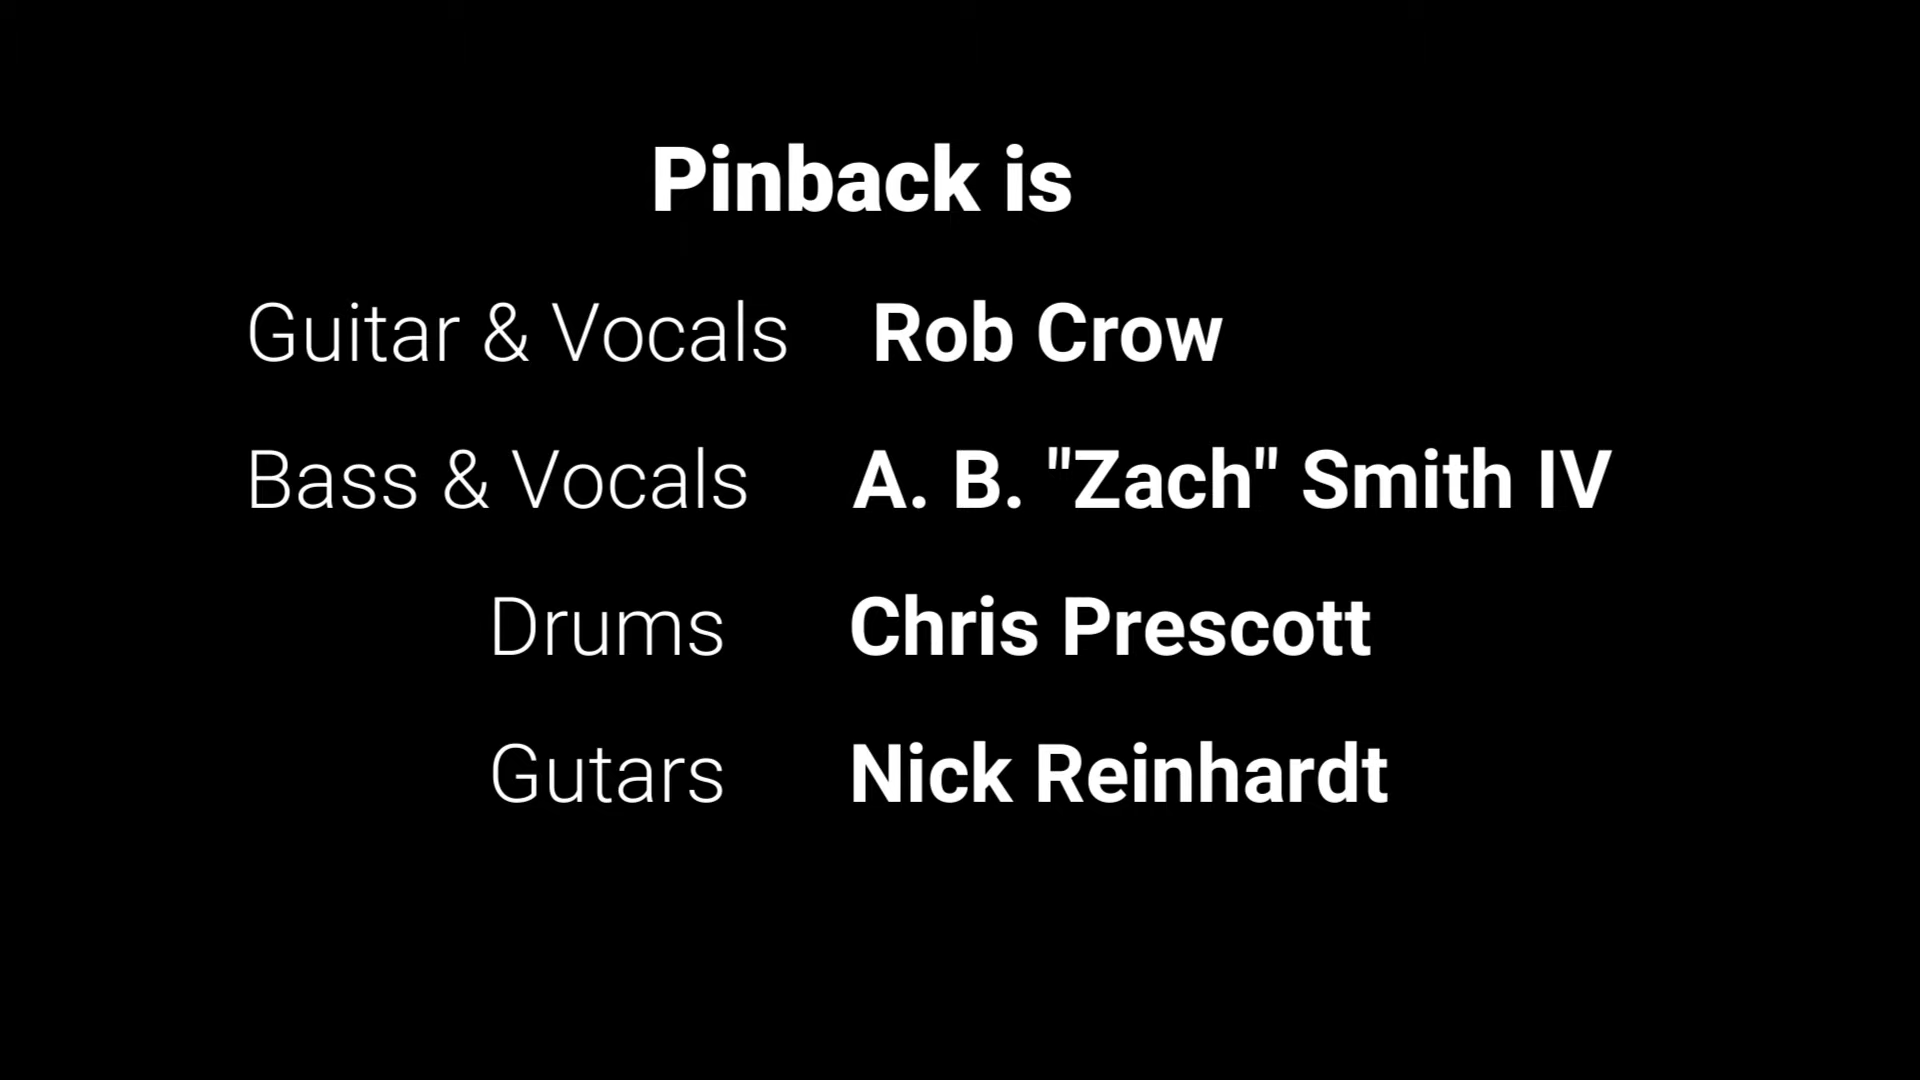 Pinback is
Guitar & Vocals Rob Crow
Bass & Vocals A. B. "Zach" Smith IV
Drums Chris Prescott
Gutars Nick Reinhardt